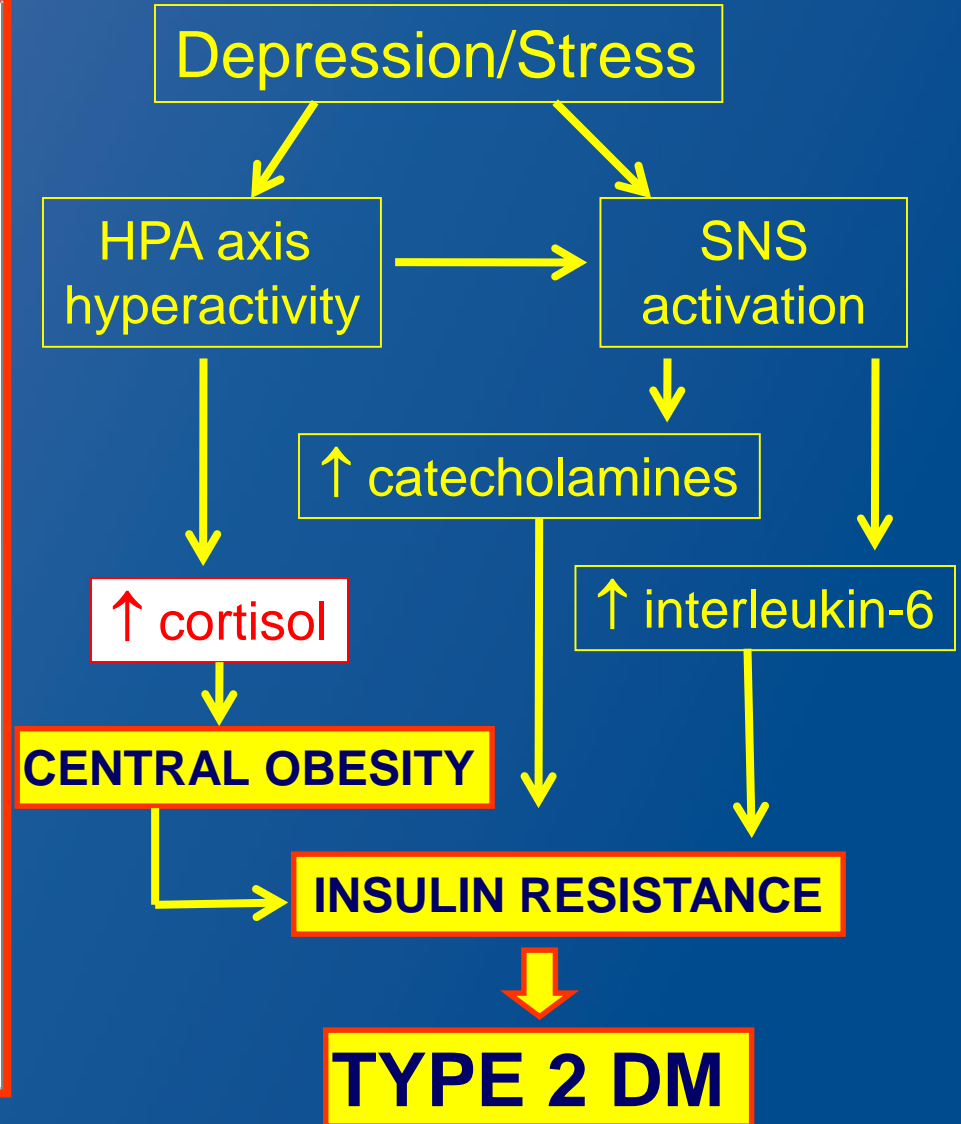 Depression/Stress
HPA axis
hyperactivity
SNS
activation
↑ catecholamines
↑ cortisol
↑ interleukin-6
CENTRAL OBESITY
INSULIN RESISTANCE
TYPE 2 DM